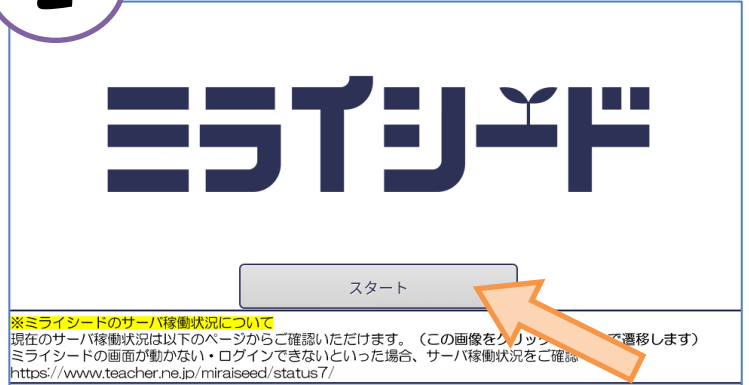 ミライシード
スタート
※ミライシードのサーバ稼働状況について
現在のサーバ稼働状況は以下のページからご確認いただけます。（この画像をクリックで遷移します）
ミライシードの画面が動かない・ログインできないといった場合、サーバ稼働状況をご確認
https://www.teacher.ne.jp/miraiseed/status7/